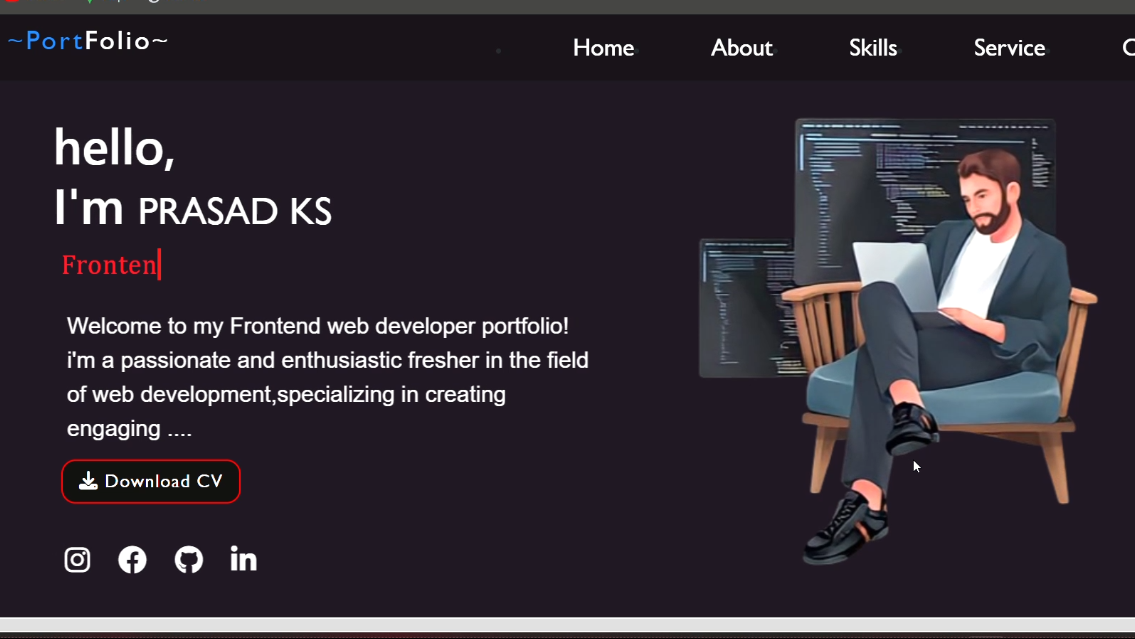 ~PortFolio~
Home About Skills Service
hello,
I'm PRASAD KS
Fronten
Welcome to my Frontend web developer portfolio!
i'm a passionate and enthusiastic fresher in the field
of web development,specializing in creating
engaging ....
Download CV